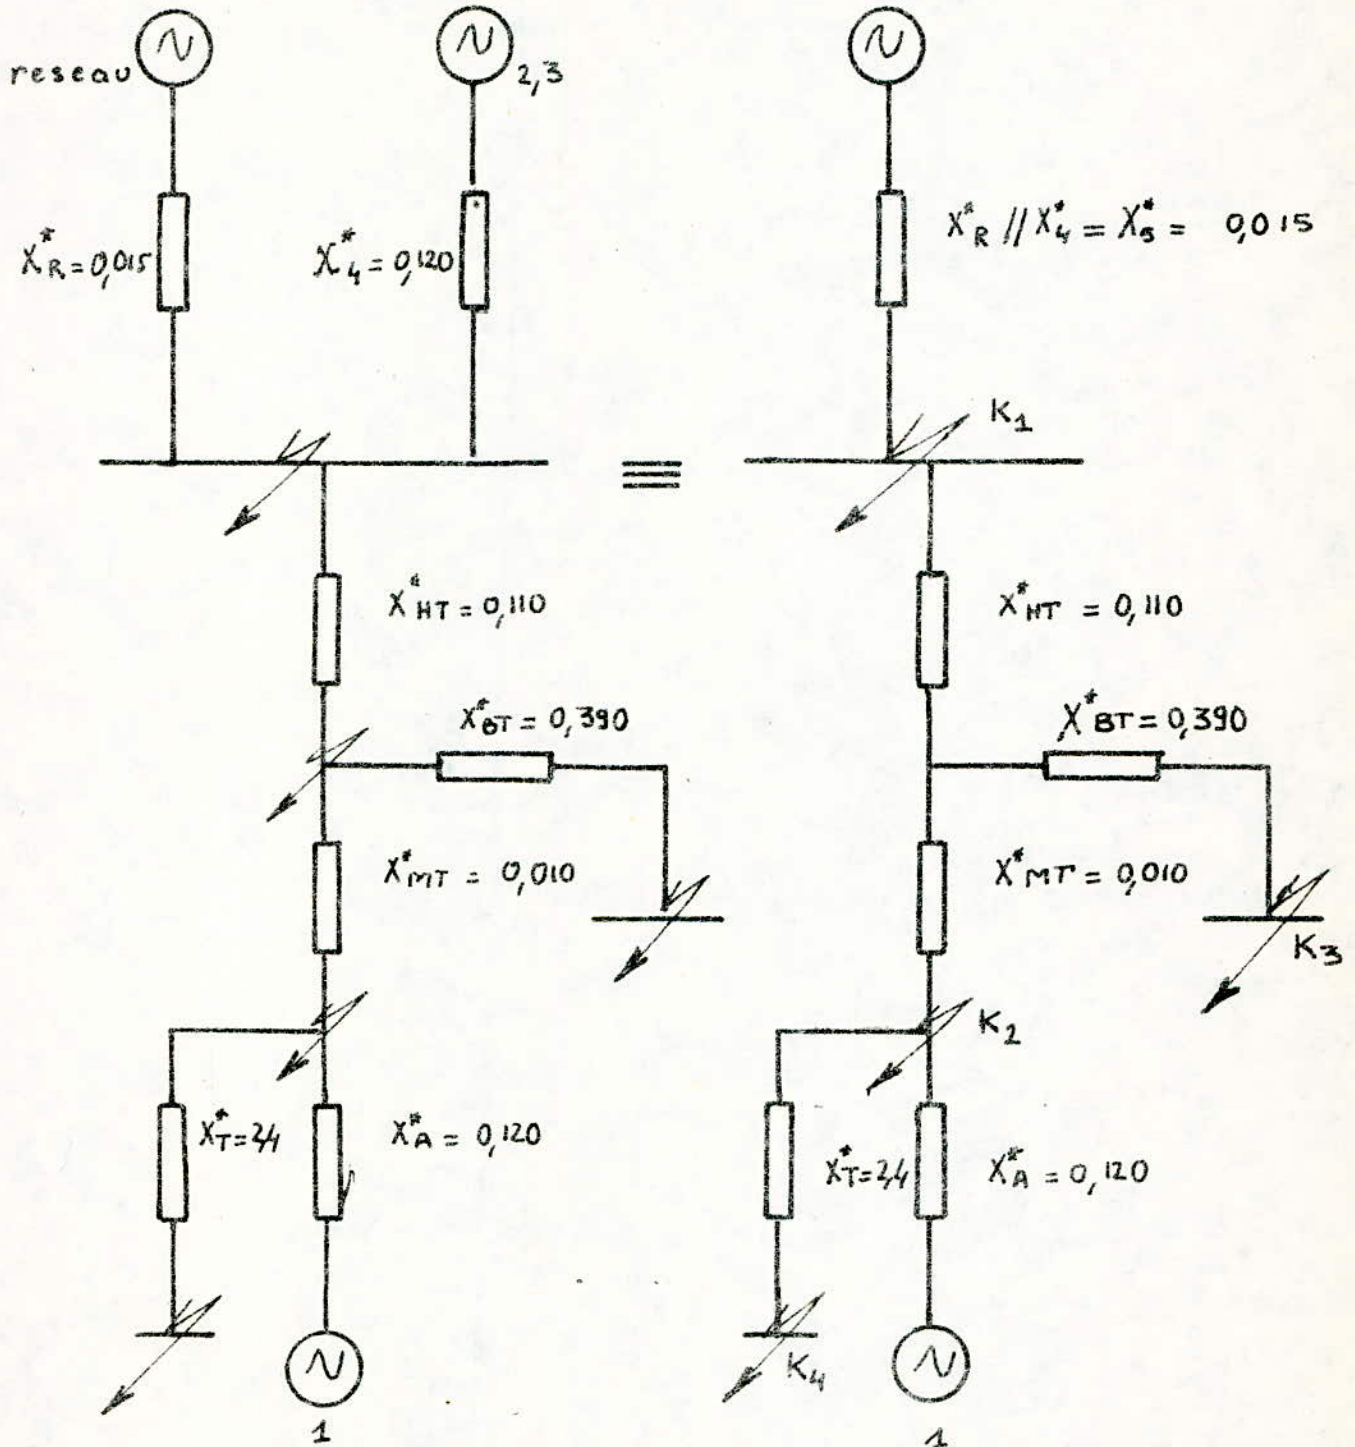 reseau
2,3
X*R = 0,015
X*4 = 0,120
X*R // X*4 = X*5 = 0,015
K1
≡
X*HT = 0,110
X*HT = 0,110
X*BT = 0,390
X*BT = 0,390
X*MT = 0,010
X*MT = 0,010
K3
K2
X*T = 2,4
X*A = 0,120
X*T = 2,4
X*A = 0,120
K4
1
1